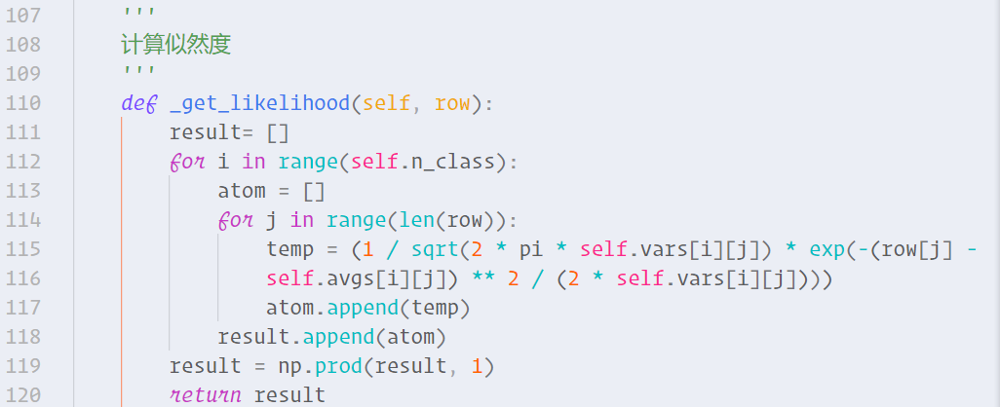 107 '''
108 计算似然度
109 '''
110 def _get_likelihood(self, row):
111 result= []
112 for i in range(self.n_class):
113 atom = []
114 for j in range(len(row)):
115 temp = (1 / sqrt(2 * pi * self.vars[i][j]) * exp(-(row[j] -
116 self.avgs[i][j]) ** 2 / (2 * self.vars[i][j])))
117 atom.append(temp)
118 result.append(atom)
119 result = np.prod(result, 1)
120 return result